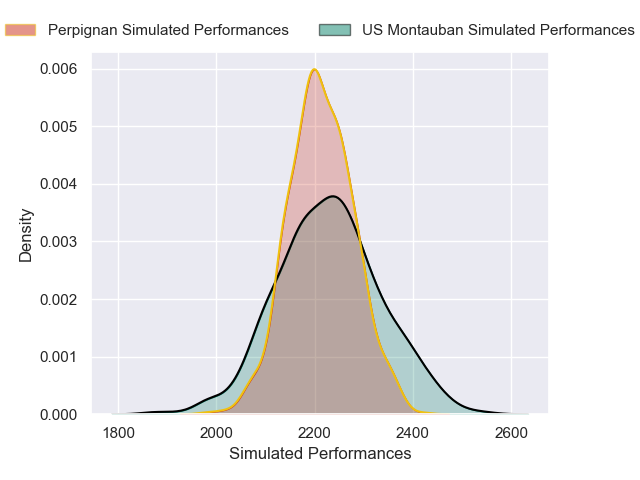 Perpignan Simulated Performances US Montauban Simulated Performances
0.006
0.005
0.004
0.003
0.002
0.001
0.000
Density
1800 2000 2200 2400 2600
Simulated Performances